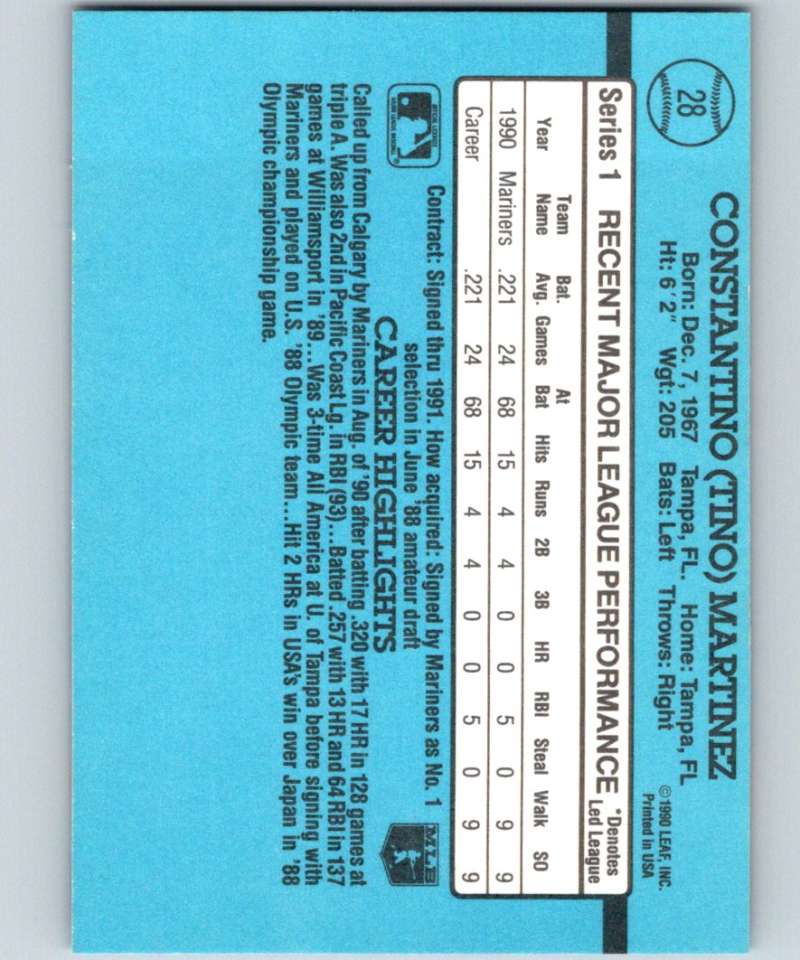 28
CONSTANTINO (TINO) MARTINEZ
Born: Dec. 7, 1967 Tampa, FL. Home: Tampa, FL
Ht: 6'2" Wgt: 205 Bats: Left Throws: Right
©1990 LEAF, INC.
Printed in USA
Series 1 RECENT MAJOR LEAGUE PERFORMANCE *Denotes
Led League
Year Team Name Bat. Avg. Games At Bat Hits Runs 2B 3B HR RBI Steal Walk SO
1990 Mariners .221 24 68 15 4 4 0 0 5 0 9 9
Career .221 24 68 15 4 4 0 0 5 0 9 9
Contract: Signed thru 1991. How acquired: Signed by Mariners as No. 1
selection in June '88 amateur draft
MLB
CAREER HIGHLIGHTS
Called up from Calgary by Mariners in Aug. of '90 after batting .320 with 17 HR in 128 games at
triple A. Was also 2nd in Pacific Coast Lg. in RBI (93)...Batted .257 with 13 HR and 64 RBI in 137
games at Williamsport in '89...Was 3-time All America at U. of Tampa before signing with
Mariners and played on U.S. '88 Olympic team...Hit 2 HRs in USA's win over Japan in '88
Olympic championship game.